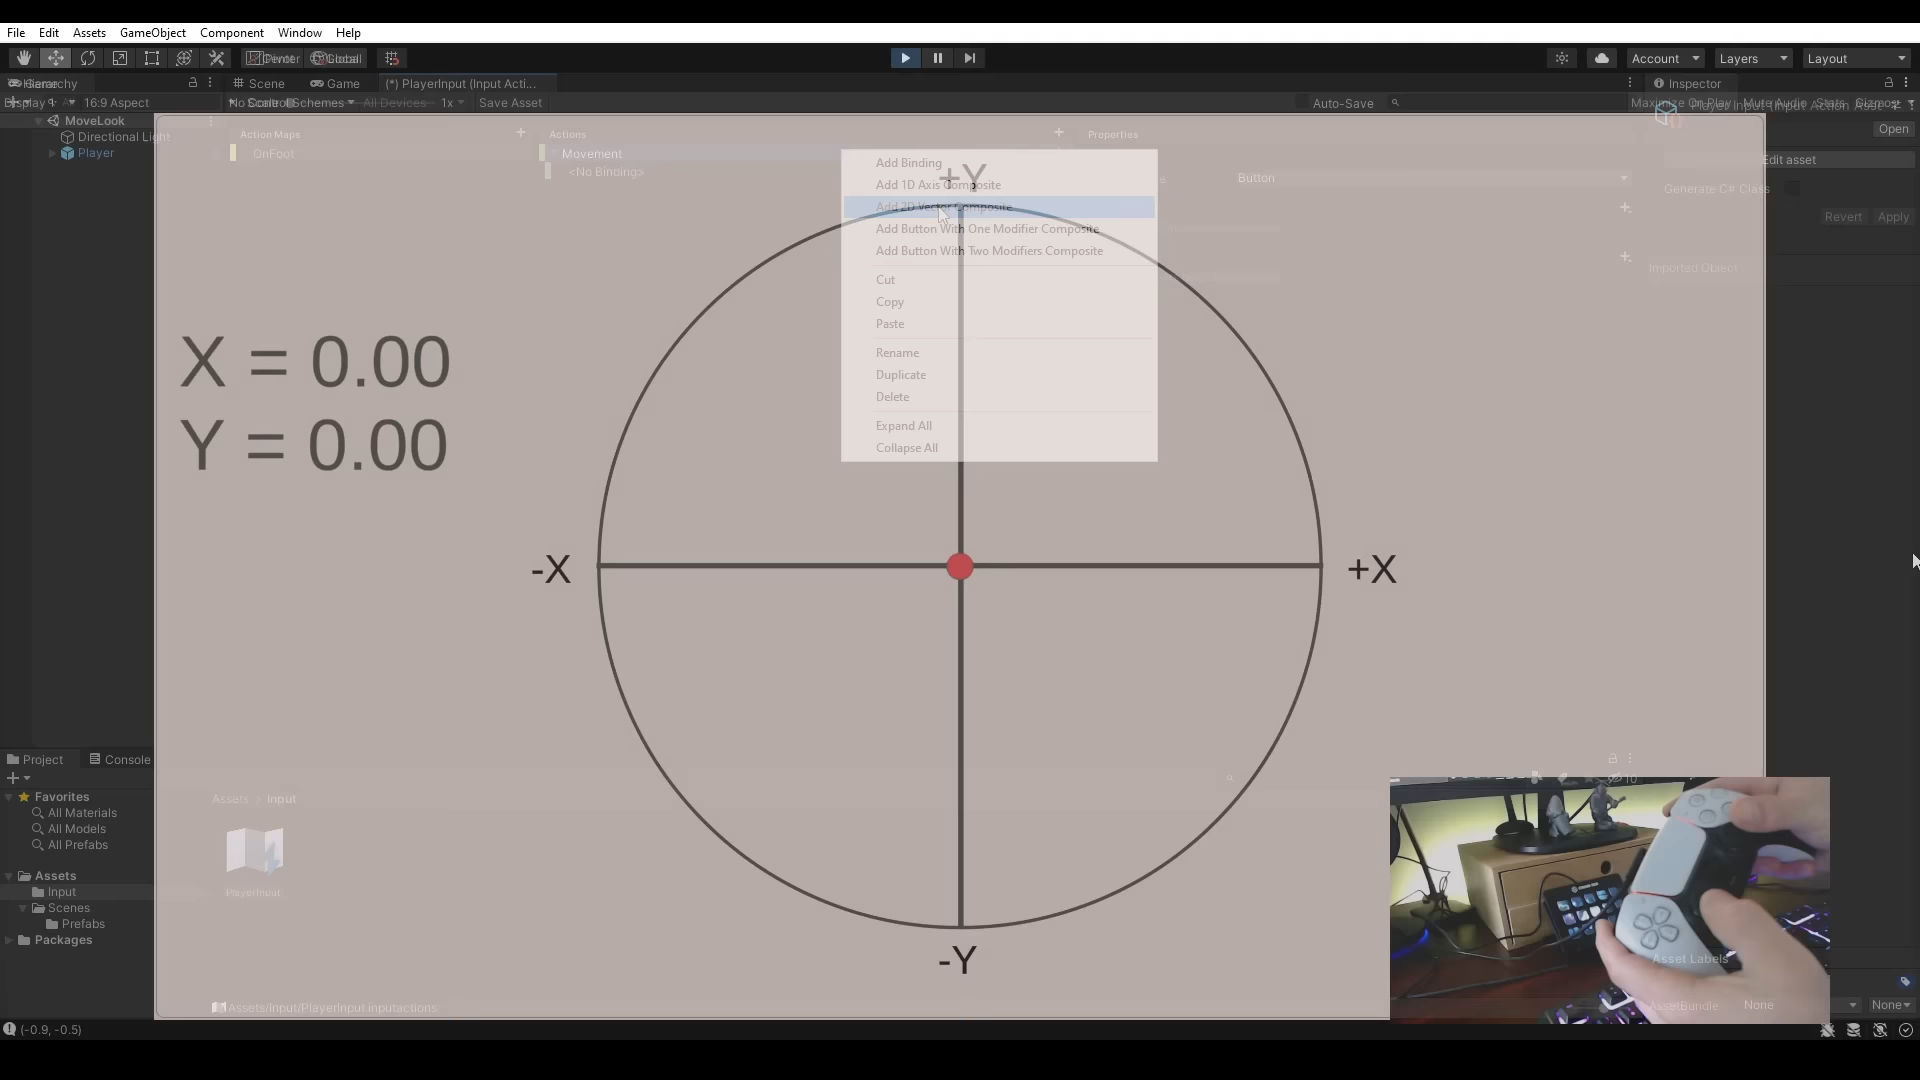 File Edit Assets GameObject Component Window Help
Account Layers Layout
Scene Game (*) PlayerInput (Input Acti... Inspector
16:9 Aspect All Devices 1x Save Asset Auto-Save
Open
MoveLook
Directional Light
Player
Action Maps Actions Properties
OnFoot Movement
<No Binding>
Button
Edit asset
Generate C# Class
Revert Apply
Imported Object
Add Binding
Add 1D Axis Composite
Add 2D Vector Composite
Add Button With One Modifier Composite
Add Button With Two Modifiers Composite
Cut
Copy
Paste
Rename
Duplicate
Delete
Expand All
Collapse All
+Y
X = 0.00
Y = 0.00
-X +X
-Y
Project Console
Favorites
All Materials
All Models
All Prefabs
Assets
Input
Scenes
Prefabs
Packages
Assets Input
PlayerInput
Assets/Input/PlayerInput.inputactions
10
Asset Labels
AssetBundle None None
(-0.9, -0.5)